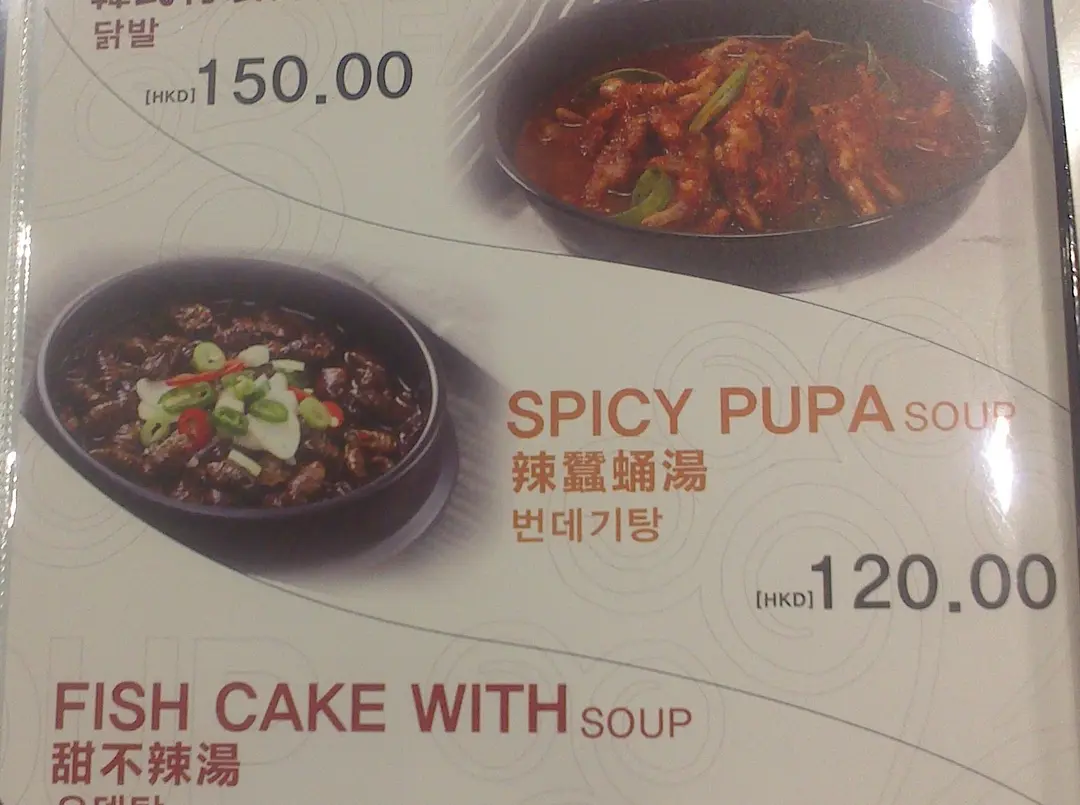 닭발
[HKD]150.00
SPICY PUPA SOUP
辣蠶蛹湯
번데기탕
[HKD]120.00
FISH CAKE WITH SOUP
甜不辣湯